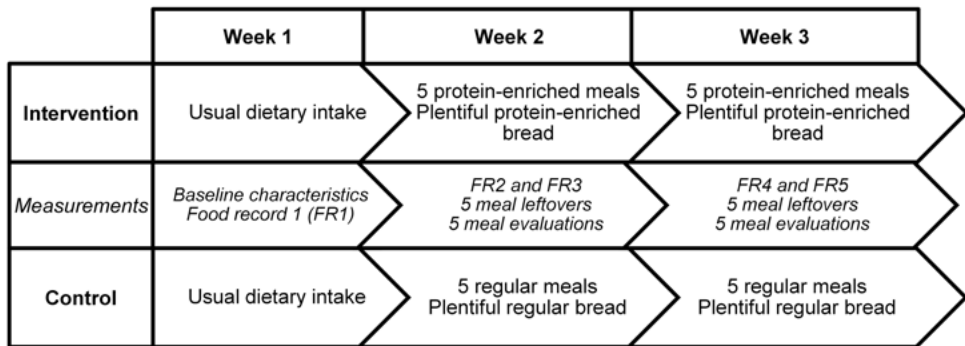 Week 1
Week 2
Week 3
Intervention
Usual dietary intake
5 protein-enriched meals
Plentiful protein-enriched
bread
5 protein-enriched meals
Plentiful protein-enriched
bread
Measurements
Baseline characteristics
Food record 1 (FR1)
FR2 and FR3
5 meal leftovers
5 meal evaluations
FR4 and FR5
5 meal leftovers
5 meal evaluations
Control
Usual dietary intake
5 regular meals
Plentiful regular bread
5 regular meals
Plentiful regular bread